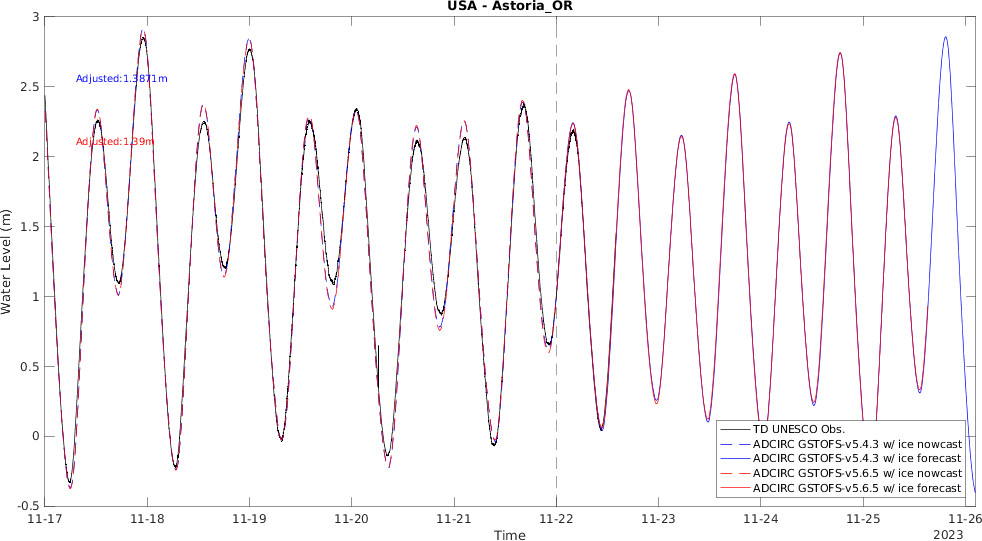 USA - Astoria_OR
3
2.5
2
1.5
1
0.5
0
-0.5
Water Level (m)
Adjusted:1.3871m
Adjusted:1.39m
TD UNESCO Obs.
ADCIRC GSTOFS-v5.4.3 w/ ice nowcast
ADCIRC GSTOFS-v5.4.3 w/ ice forecast
ADCIRC GSTOFS-v5.6.5 w/ ice nowcast
ADCIRC GSTOFS-v5.6.5 w/ ice forecast
11-17 11-18 11-19 11-20 11-21 11-22 11-23 11-24 11-25 11-26
Time
2023